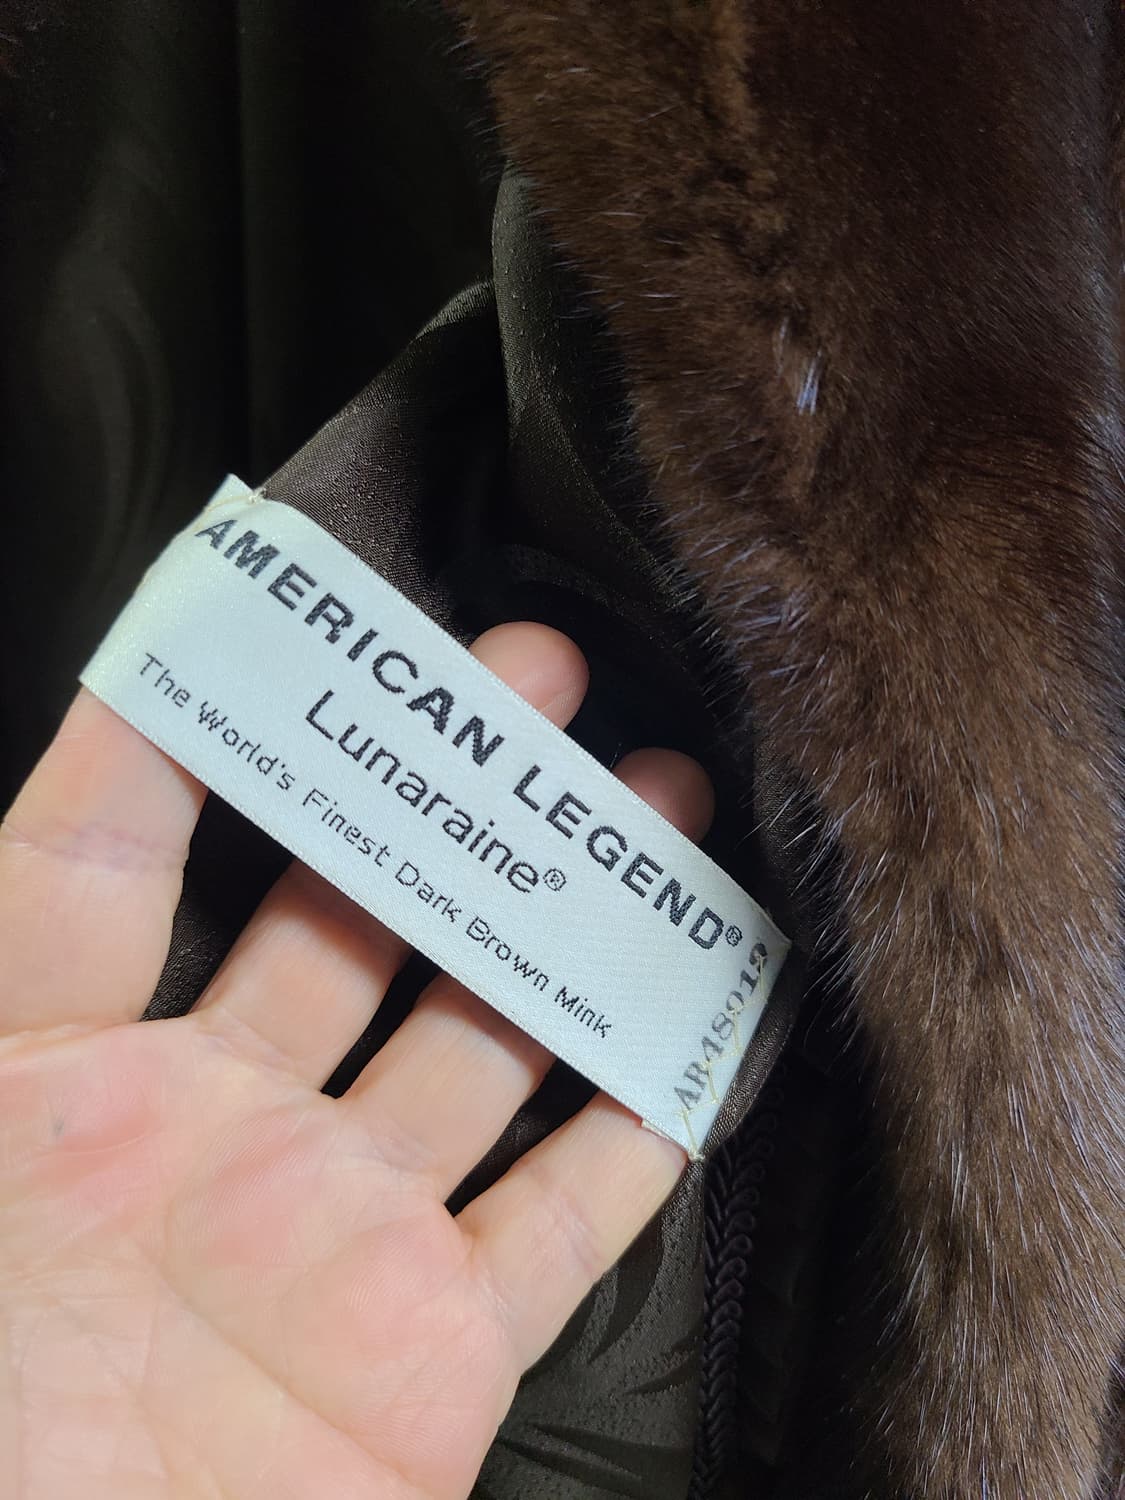 AMERICAN LEGEND®
Lunaraine®
The World's Finest Dark Brown Mink